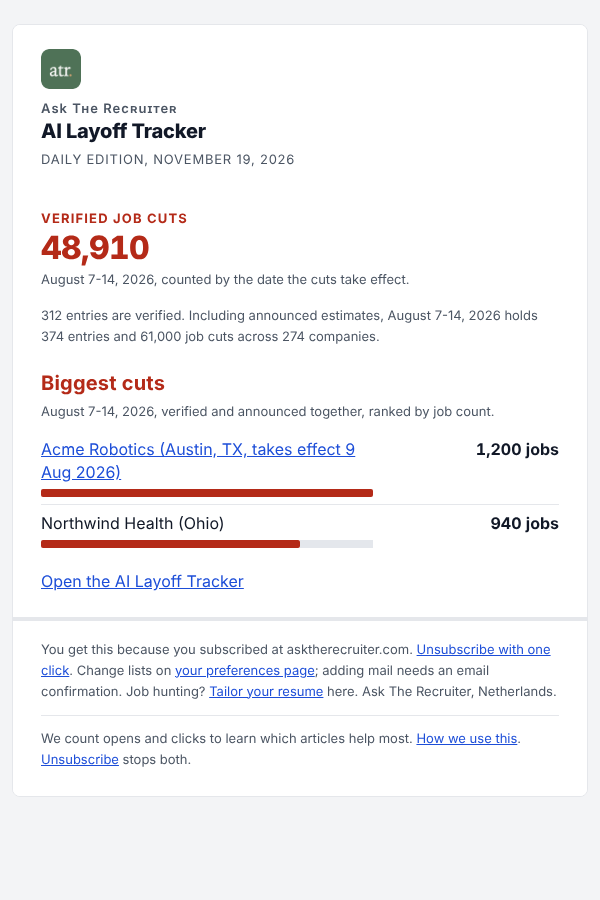 atr.
Ask The Recruiter
AI Layoff Tracker
DAILY EDITION, NOVEMBER 19, 2026
VERIFIED JOB CUTS
48,910
August 7-14, 2026, counted by the date the cuts take effect.
312 entries are verified. Including announced estimates, August 7-14, 2026 holds
374 entries and 61,000 job cuts across 274 companies.
Biggest cuts
August 7-14, 2026, verified and announced together, ranked by job count.
Acme Robotics (Austin, TX, takes effect 9
Aug 2026)
1,200 jobs
Northwind Health (Ohio)
940 jobs
Open the AI Layoff Tracker
You get this because you subscribed at asktherecruiter.com. Unsubscribe with one
click. Change lists on your preferences page; adding mail needs an email
confirmation. Job hunting? Tailor your resume here. Ask The Recruiter, Netherlands.
We count opens and clicks to learn which articles help most. How we use this.
Unsubscribe stops both.